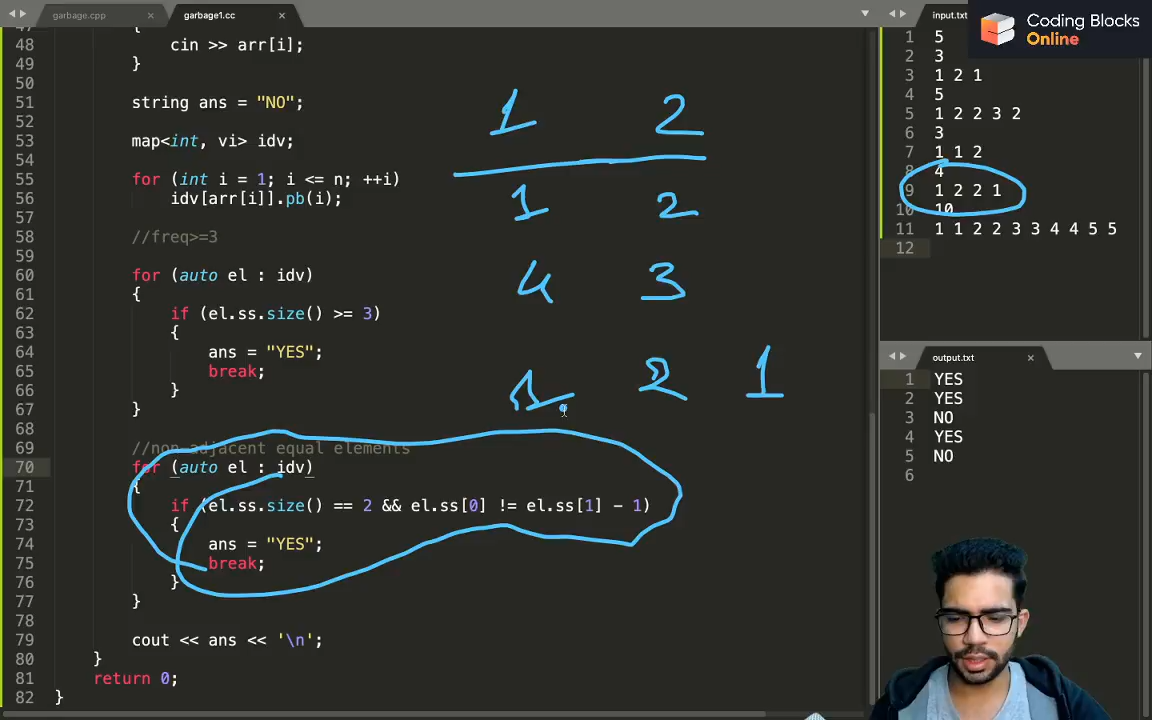 garbage.cpp
garbage1.cc
47 {
48 cin >> arr[i];
49 }
50
51 string ans = "NO";
52
53 map<int, vi> idv;
54
55 for (int i = 1; i <= n; ++i)
56 idv[arr[i]].pb(i);
57
58 //freq>=3
59
60 for (auto el : idv)
61 {
62 if (el.ss.size() >= 3)
63 {
64 ans = "YES";
65 break;
66 }
67 }
68
69 //non-adjacent equal elements
70 for (auto el : idv)
71 {
72 if (el.ss.size() == 2 && el.ss[0] != el.ss[1] - 1)
73 {
74 ans = "YES";
75 break;
76 }
77 }
78
79 cout << ans << '\n';
80 }
81 return 0;
82 }
1 2
1 2
4 3
1 2 1
input.txt
1 5
2 3
3 1 2 1
4 5
5 1 2 2 3 2
6 3
7 1 1 2
8 4
9 1 2 2 1
10 10
11 1 1 2 2 3 3 4 4 5 5
12
Coding Blocks
Online
output.txt
1 YES
2 YES
3 NO
4 YES
5 NO
6